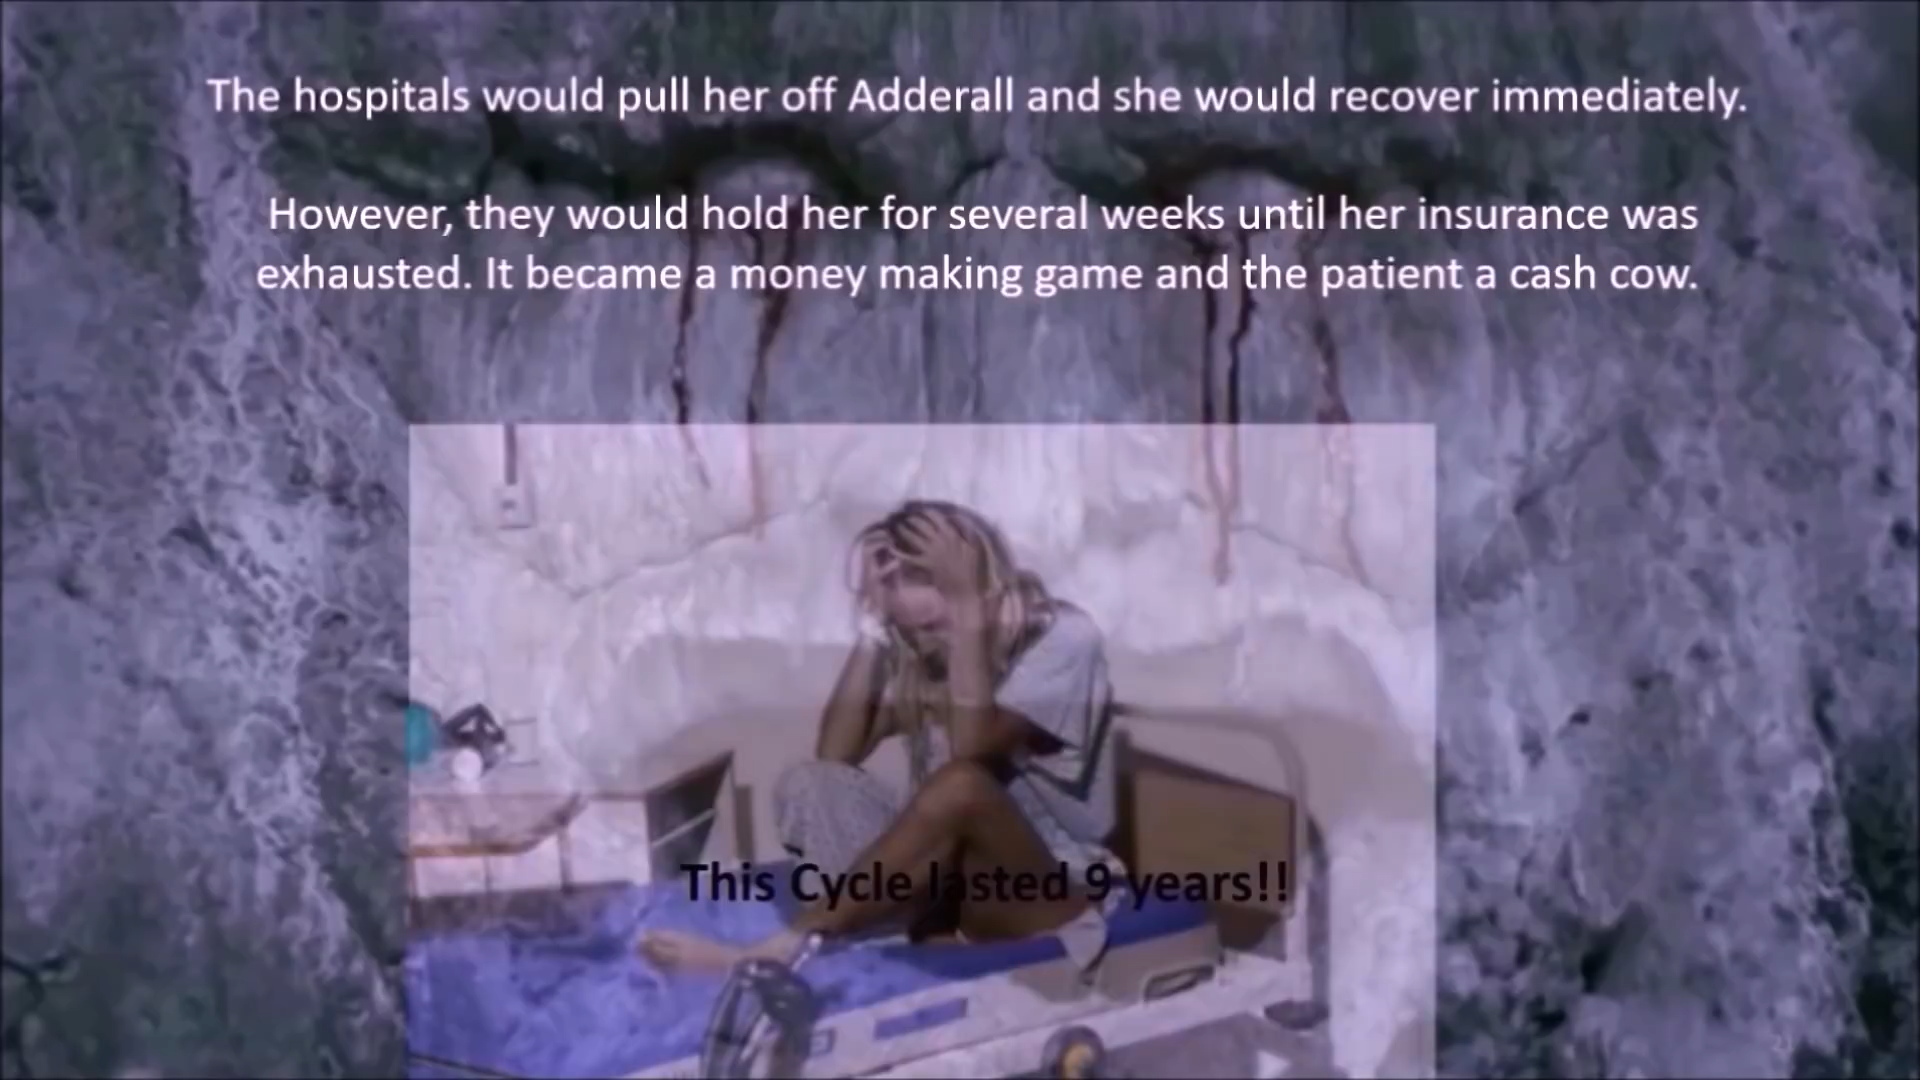 The hospitals would pull her off Adderall and she would recover immediately.
However, they would hold her for several weeks until her insurance was
exhausted. It became a money making game and the patient a cash cow.
This Cycle lasted 9 years!!